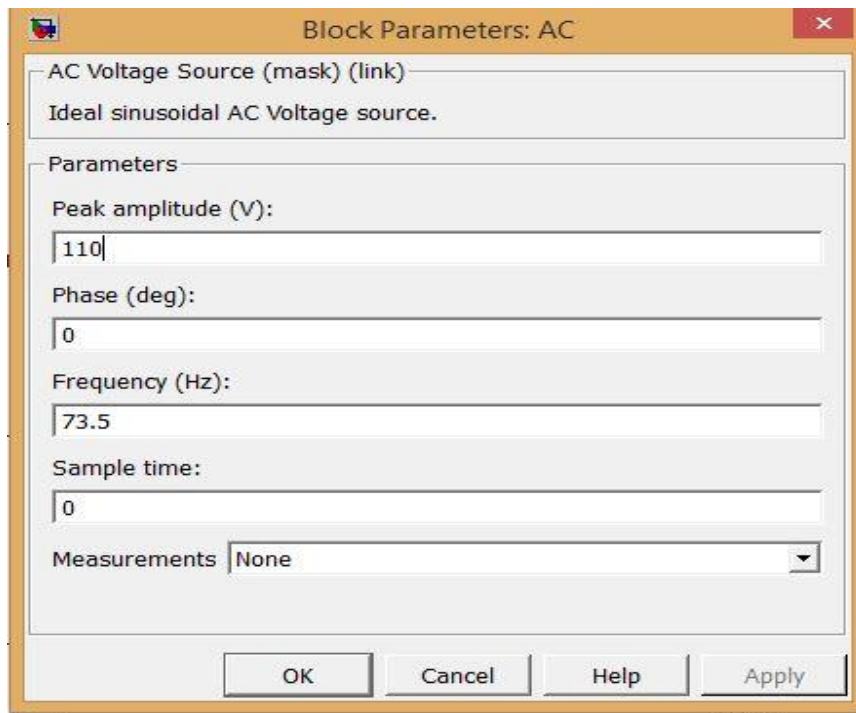 Block Parameters: AC
AC Voltage Source (mask) (link)
Ideal sinusoidal AC Voltage source.
Parameters
Peak amplitude (V):
110
Phase (deg):
0
Frequency (Hz):
73.5
Sample time:
0
Measurements None
OK Cancel Help Apply